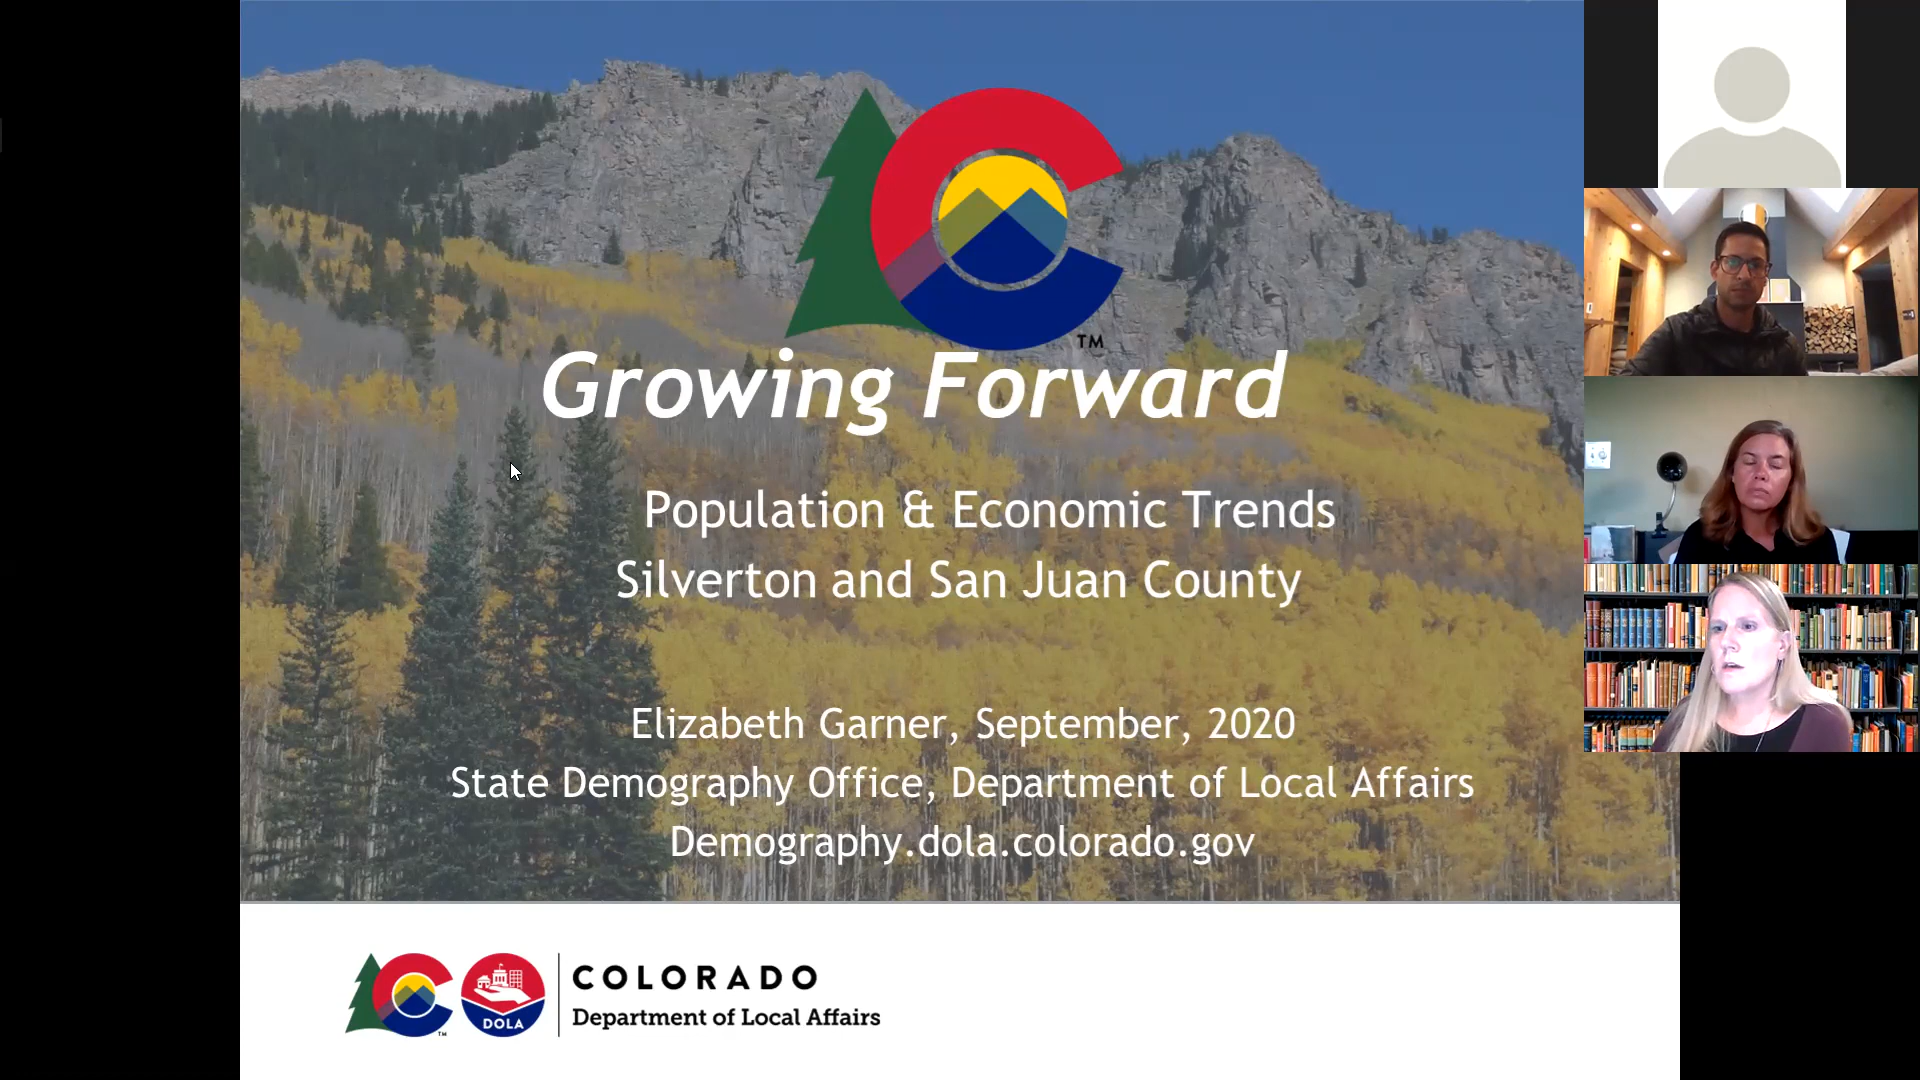 TM
Growing Forward
Population & Economic Trends
Silverton and San Juan County
Elizabeth Garner, September, 2020
State Demography Office, Department of Local Affairs
Demography.dola.colorado.gov
TM
DOLA
COLORADO
Department of Local Affairs